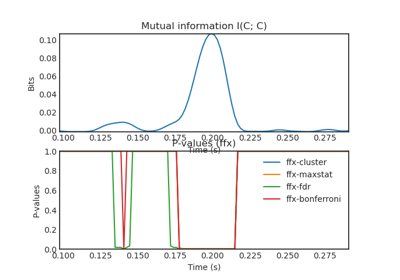 Mutual information I(C; C)
0.10
0.08
0.06
0.04
0.02
0.00
Bits
0.100 0.125 0.150 0.175 0.200 0.225 0.250 0.275
Time (s)
P-values (ffx)
1.0
0.8
0.6
0.4
0.2
0.0
P-values
ffx-cluster
ffx-maxstat
ffx-fdr
ffx-bonferroni
0.100 0.125 0.150 0.175 0.200 0.225 0.250 0.275
Time (s)